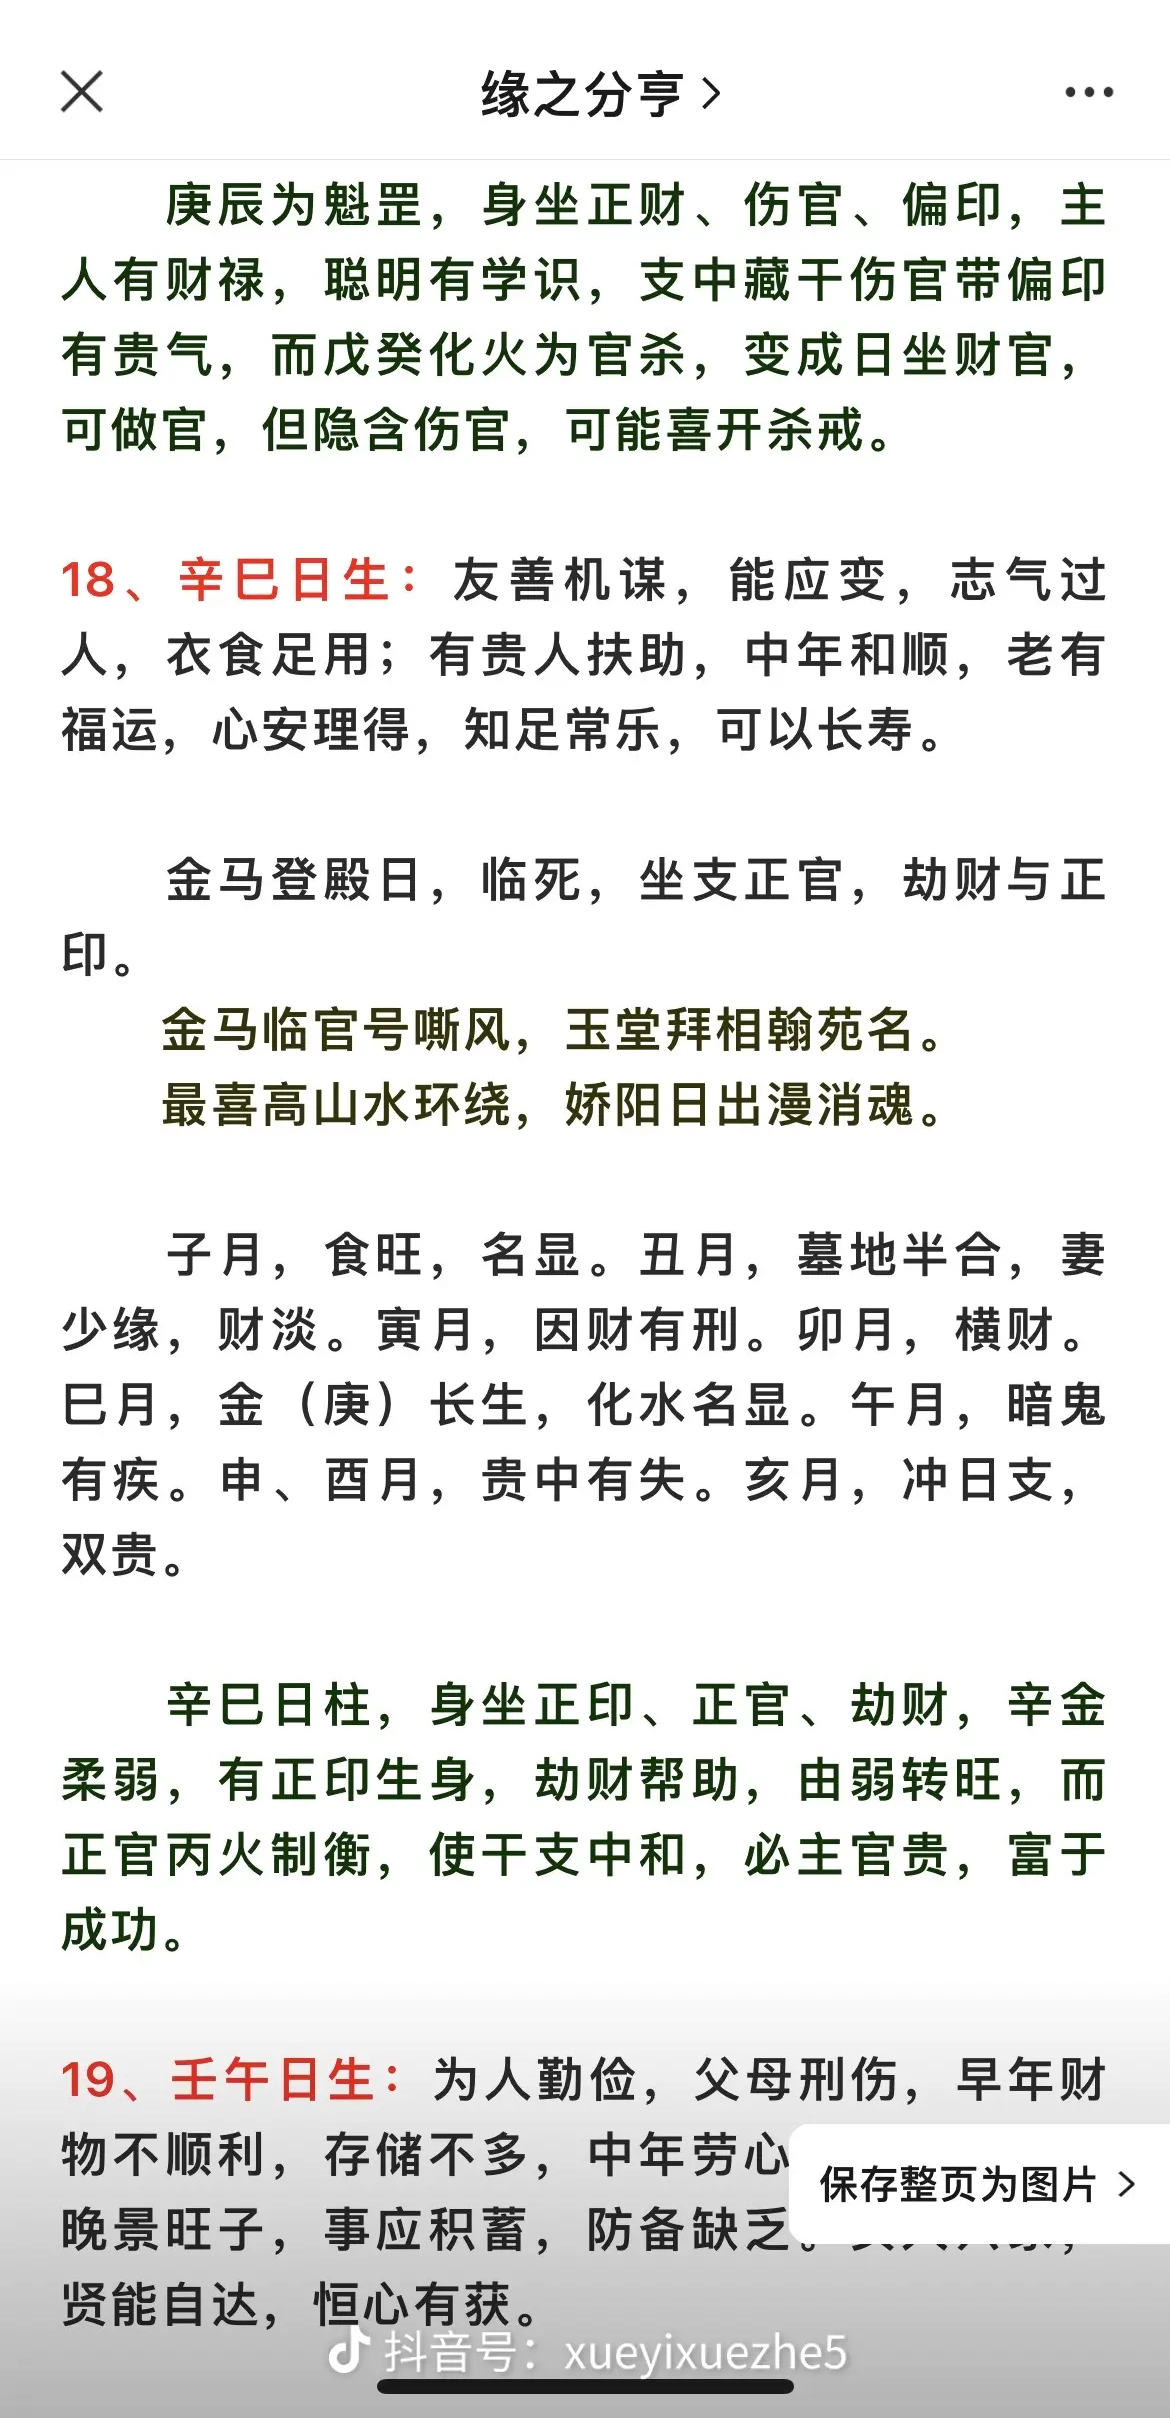 缘之分亨
庚辰为魁罡，身坐正财、伤官、偏印，主
人有财禄，聪明有学识，支中藏干伤官带偏印
有贵气，而戊癸化火为官杀，变成日坐财官，
可做官，但隐含伤官，可能喜开杀戒。
18、辛巳日生：友善机谋，能应变，志气过
人，衣食足用；有贵人扶助，中年和顺，老有
福运，心安理得，知足常乐，可以长寿。
金马登殿日，临死，坐支正官，劫财与正
印。
金马临官号嘶风，玉堂拜相翰苑名。
最喜高山水环绕，娇阳日出漫消魂。
子月，食旺，名显。丑月，墓地半合，妻
少缘，财淡。寅月，因财有刑。卯月，横财。
巳月，金（庚）长生，化水名显。午月，暗鬼
有疾。申、酉月，贵中有失。亥月，冲日支，
双贵。
辛巳日柱，身坐正印、正官、劫财，辛金
柔弱，有正印生身，劫财帮助，由弱转旺，而
正官丙火制衡，使干支中和，必主官贵，富于
成功。
19、壬午日生：为人勤俭，父母刑伤，早年财
物不顺利，存储不多，中年劳心
保存整页为图片
晚景旺子，事应积蓄，防备缺乏。
贤能自达，恒心有获。
抖音号：xueyixuezhe5